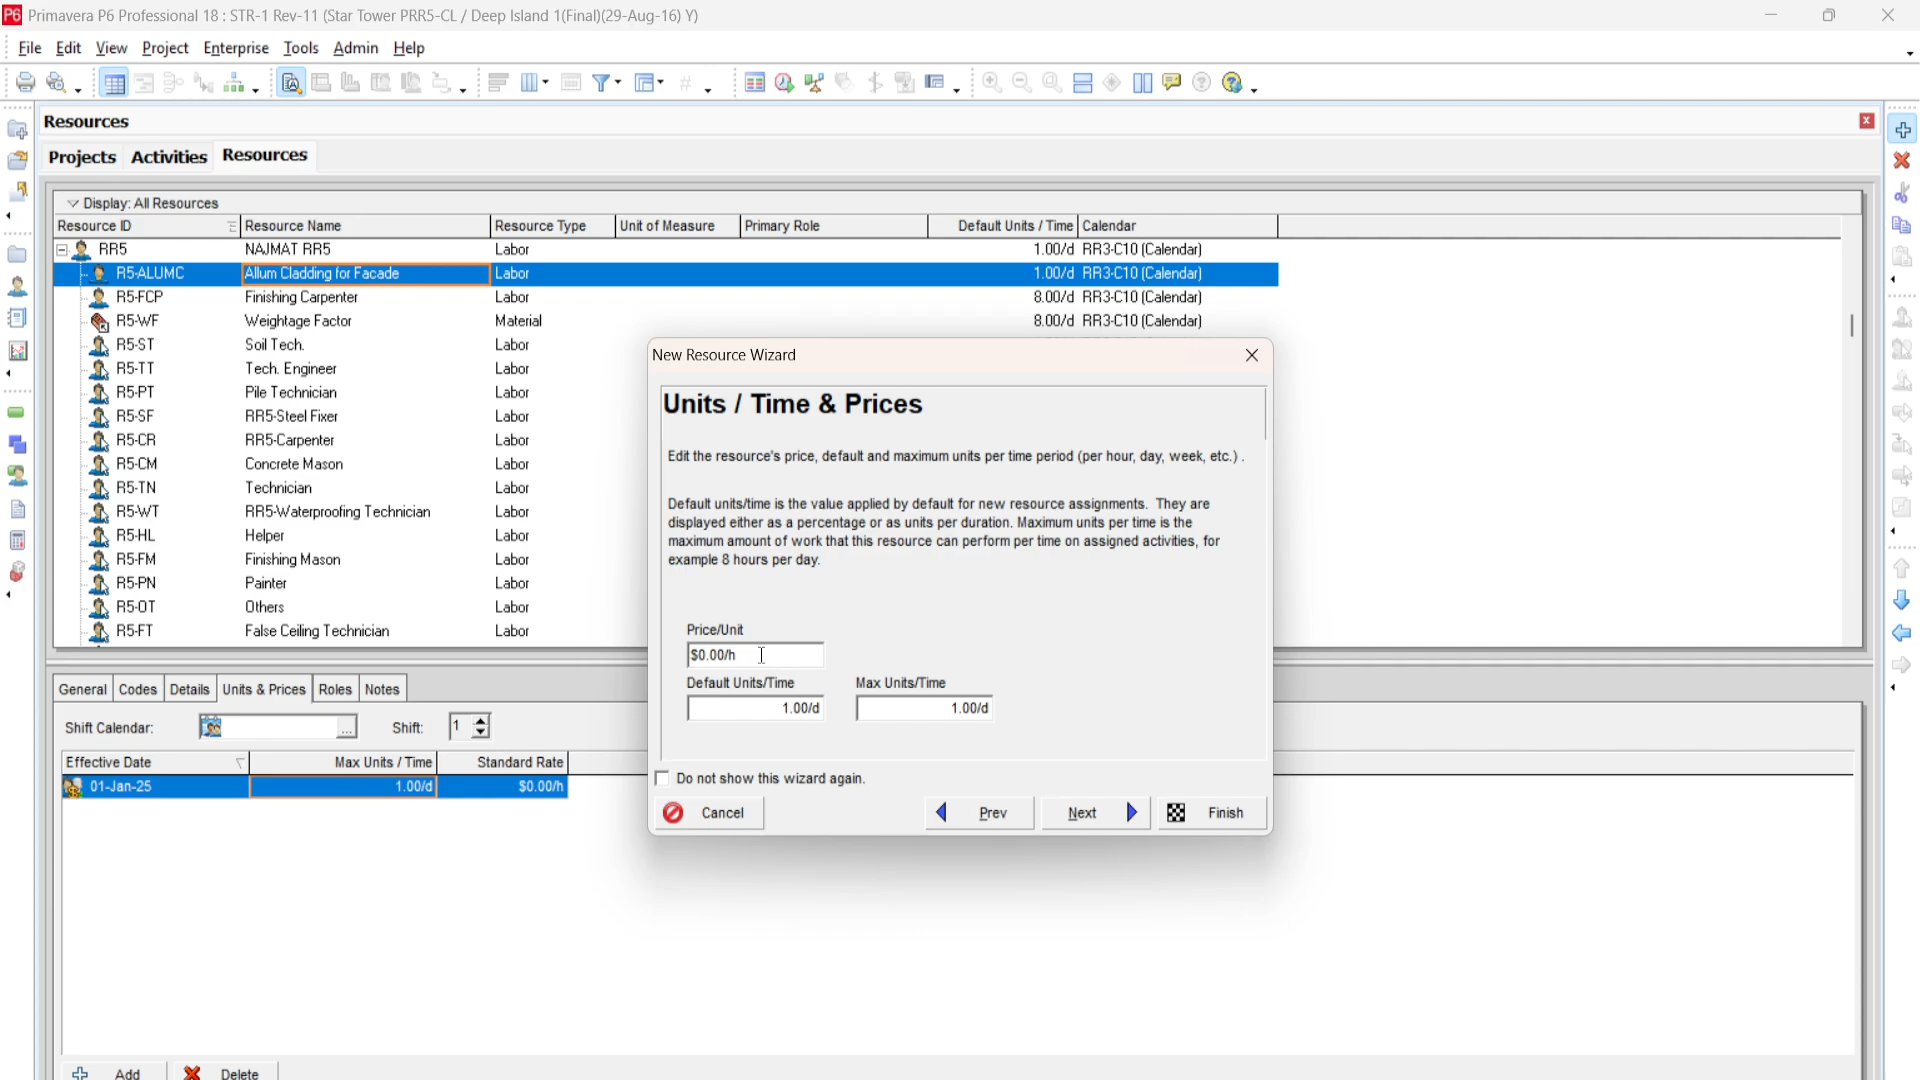 P6 Primavera P6 Professional 18 : STR-1 Rev-11 (Star Tower PRR5-CL / Deep Island 1(Final)(29-Aug-16) Y)
File Edit View Project Enterprise Tools Admin Help
Resources
Projects Activities Resources
Display: All Resources
Resource ID Resource Name Resource Type Unit of Measure Primary Role Default Units / Time Calendar
RR5 NAJMAT RR5 Labor 1.00/d RR3-C10 (Calendar)
R5-ALUMC Allum Cladding for Facade Labor 1.00/d RR3-C10 (Calendar)
R5-FCP Finishing Carpenter Labor 8.00/d RR3-C10 (Calendar)
R5-WF Weightage Factor Material 8.00/d RR3-C10 (Calendar)
R5-ST Soil Tech. Labor
R5-TT Tech. Engineer Labor
R5-PT Pile Technician Labor
R5-SF RR5-Steel Fixer Labor
R5-CR RR5-Carpenter Labor
R5-CM Concrete Mason Labor
R5-TN Technician Labor
R5-WT RR5-Waterproofing Technician Labor
R5-HL Helper Labor
R5-FM Finishing Mason Labor
R5-PN Painter Labor
R5-OT Others Labor
R5-FT False Ceiling Technician Labor
New Resource Wizard
Units / Time & Prices
Edit the resource's price, default and maximum units per time period (per hour, day, week, etc.) .
Default units/time is the value applied by default for new resource assignments. They are
displayed either as a percentage or as units per duration. Maximum units per time is the
maximum amount of work that this resource can perform per time on assigned activities, for
example 8 hours per day.
Price/Unit
$0.00/h
Default Units/Time Max Units/Time
1.00/d 1.00/d
Do not show this wizard again.
Cancel Prev Next Finish
General Codes Details Units & Prices Roles Notes
Shift Calendar: ... Shift: 1
Effective Date Max Units / Time Standard Rate
01-Jan-25 1.00/d $0.00/h
Add Delete